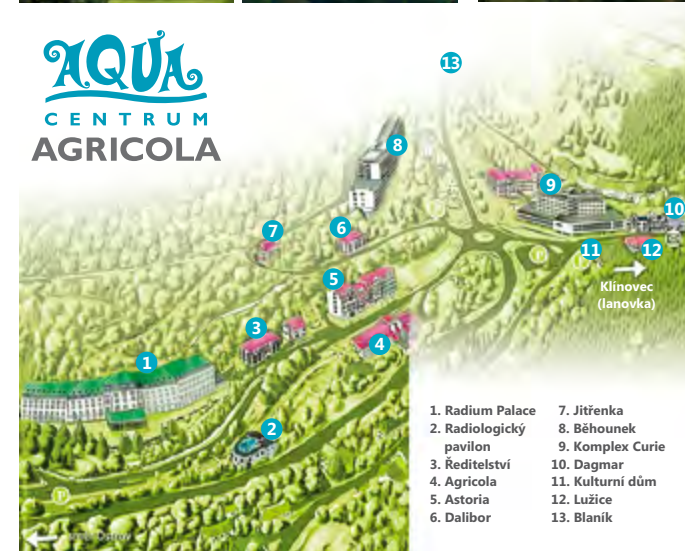 AQUA
CENTRUM
AGRICOLA
13
8
9
10
7
6
11
12
5
Klínovec
(lanovka)
3
4
1
2
1. Radium Palace
2. Radiologický
pavilon
3. Ředitelství
4. Agricola
5. Astoria
6. Dalibor
7. Jitřenka
8. Běhounek
9. Komplex Curie
10. Dagmar
11. Kulturní dům
12. Lužice
13. Blaník
P
P